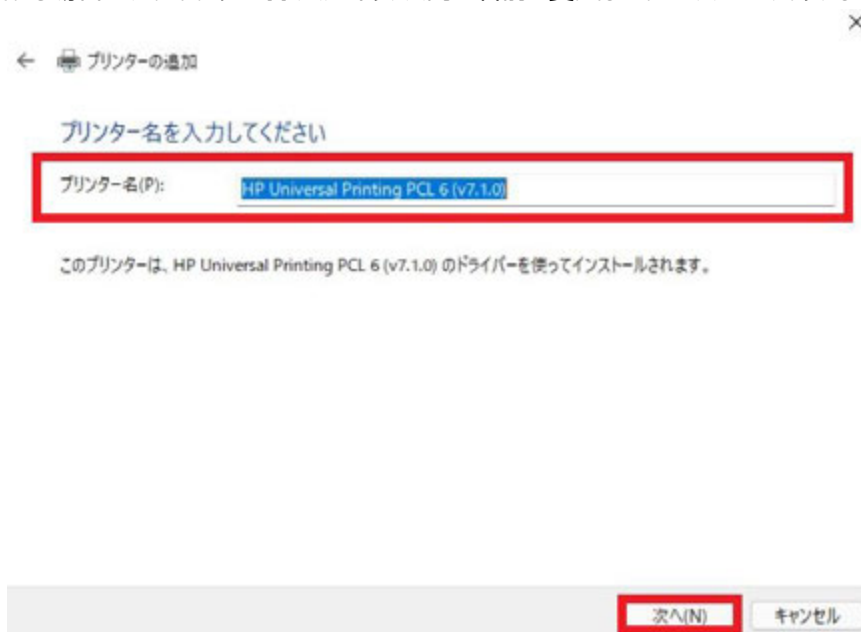 プリンターの追加
プリンター名を入力してください
プリンター名(P): HP Universal Printing PCL 6 (v7.1.0)
このプリンターは、HP Universal Printing PCL 6 (v7.1.0) のドライバーを使ってインストールされます。
次へ(N) キャンセル